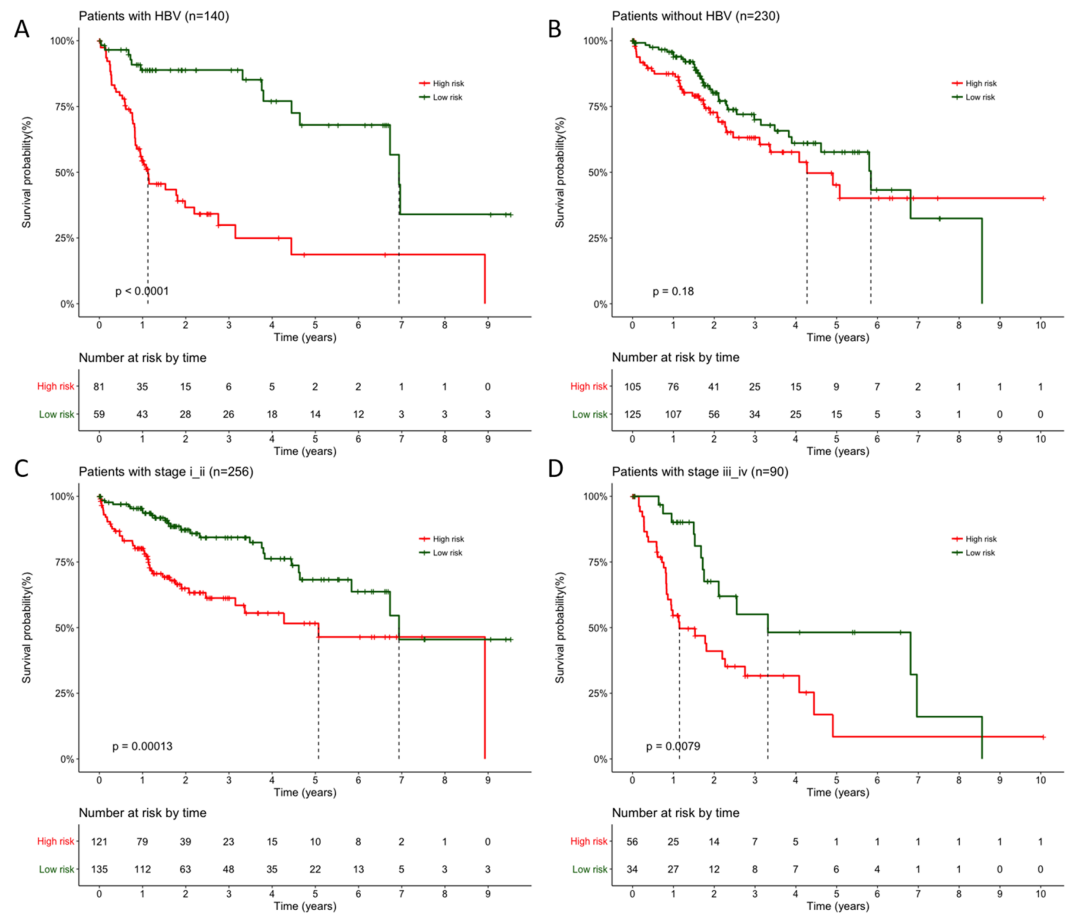 A
Patients with HBV (n=140)
100%
75%
50%
25%
0%
Survival probability(%)
High risk
Low risk
p < 0.0001
0 1 2 3 4 5 6 7 8 9
Time (years)
Number at risk by time
High risk 81 35 15 6 5 2 2 1 1 0
Low risk 59 43 28 26 18 14 12 3 3 3
0 1 2 3 4 5 6 7 8 9
Time (years)
B
Patients without HBV (n=230)
100%
75%
50%
25%
0%
Survival probability(%)
High risk
Low risk
p = 0.18
0 1 2 3 4 5 6 7 8 9 10
Time (years)
Number at risk by time
High risk 105 76 41 25 15 9 7 2 1 1 1
Low risk 125 107 56 34 25 15 5 3 1 0 0
0 1 2 3 4 5 6 7 8 9 10
Time (years)
C
Patients with stage i_ii (n=256)
100%
75%
50%
25%
0%
Survival probability(%)
High risk
Low risk
p = 0.00013
0 1 2 3 4 5 6 7 8 9
Time (years)
Number at risk by time
High risk 121 79 39 23 15 10 8 2 1 0
Low risk 135 112 63 48 35 22 13 5 3 3
0 1 2 3 4 5 6 7 8 9
Time (years)
D
Patients with stage iii_iv (n=90)
100%
75%
50%
25%
0%
Survival probability(%)
High risk
Low risk
p = 0.0079
0 1 2 3 4 5 6 7 8 9 10
Time (years)
Number at risk by time
High risk 56 25 14 7 5 1 1 1 1 1 1
Low risk 34 27 12 8 7 6 4 1 1 0 0
0 1 2 3 4 5 6 7 8 9 10
Time (years)